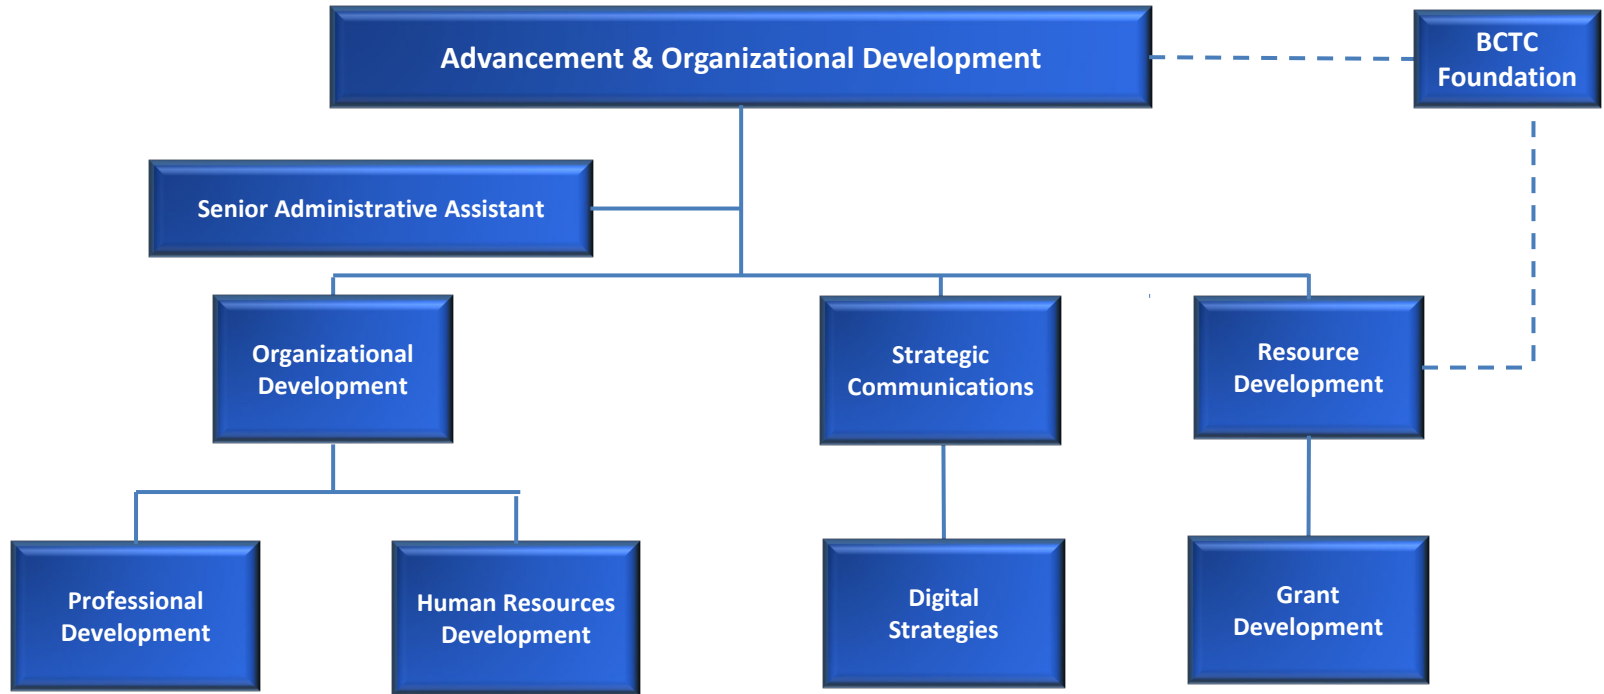 Advancement & Organizational Development
BCTC
Foundation
Senior Administrative Assistant
Organizational
Development
Strategic
Communications
Resource
Development
Professional
Development
Human Resources
Development
Digital
Strategies
Grant
Development